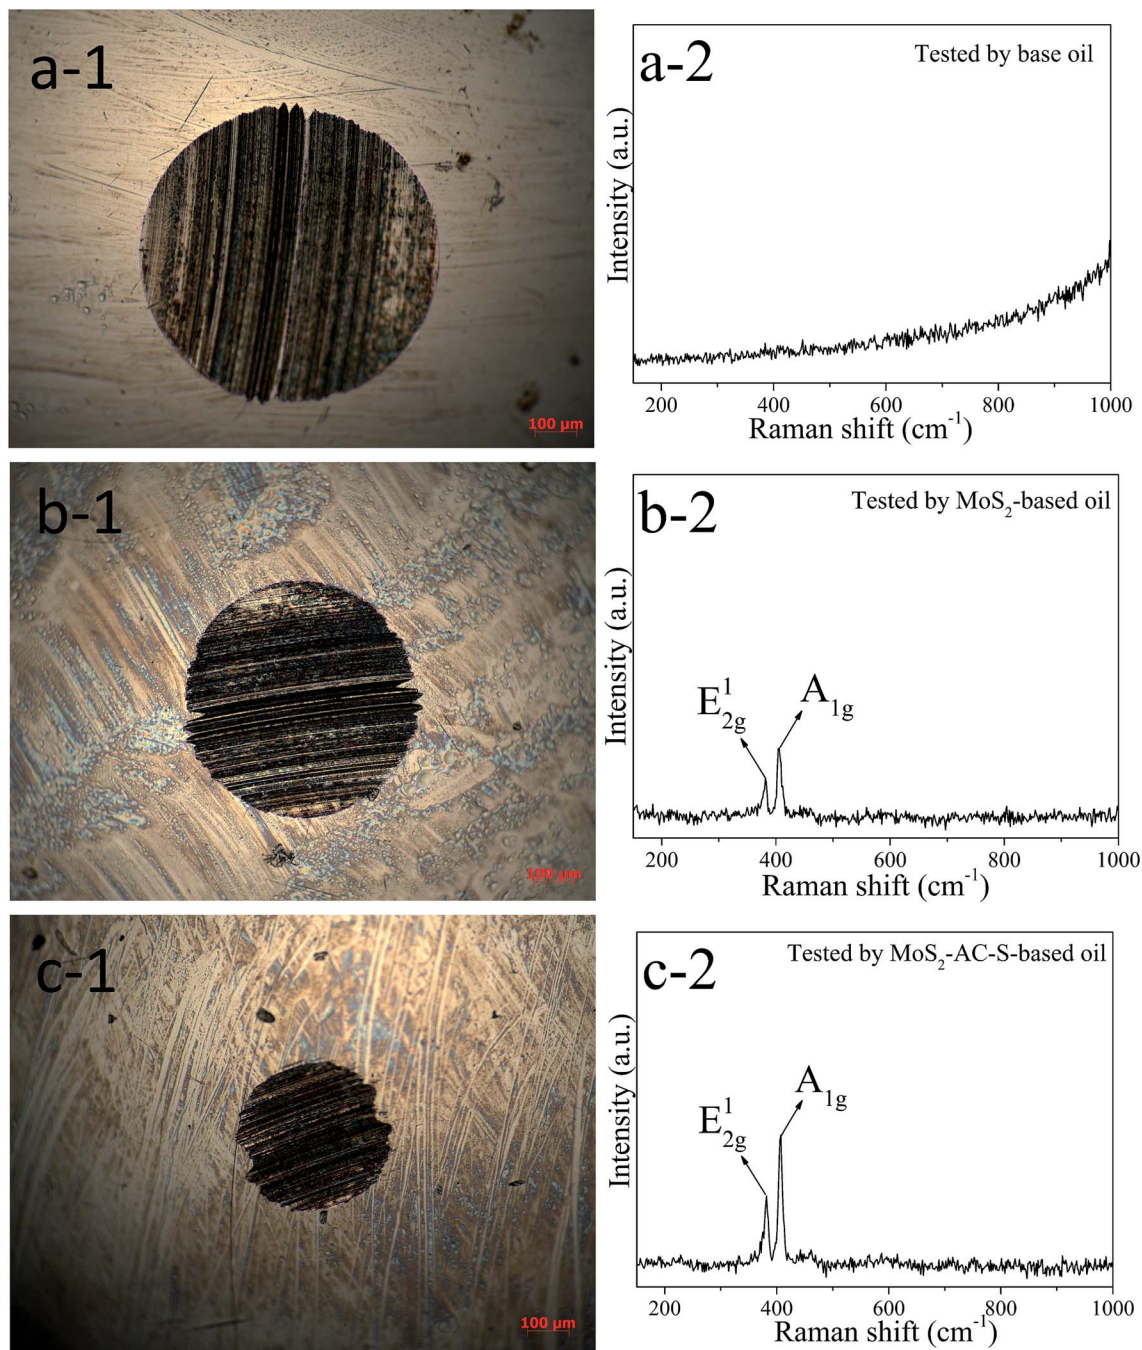 a-1
100 μm
a-2
Tested by base oil
Intensity (a.u.)
200 400 600 800 1000
Raman shift (cm⁻¹)
b-1
100 μm
b-2
Tested by MoS₂-based oil
Intensity (a.u.)
E¹₂g
A₁g
200 400 600 800 1000
Raman shift (cm⁻¹)
c-1
100 μm
c-2
Tested by MoS₂-AC-S-based oil
Intensity (a.u.)
E¹₂g
A₁g
200 400 600 800 1000
Raman shift (cm⁻¹)